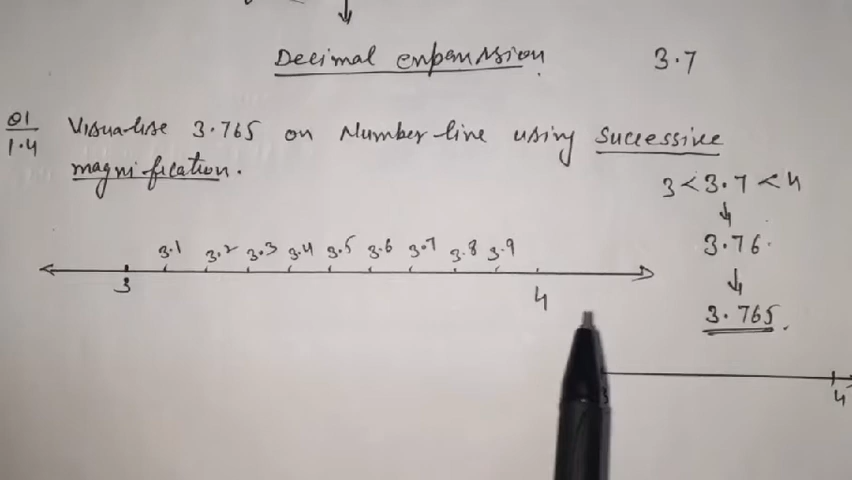 Decimal expansion.
3.7
Q1
1.4
Visualise 3.765 on Number-line using successive
magnification.
3<3.7<4
3.76
3.765.
3.1 3.2 3.3 3.4 3.5 3.6 3.7 3.8 3.9
3 4
3 4